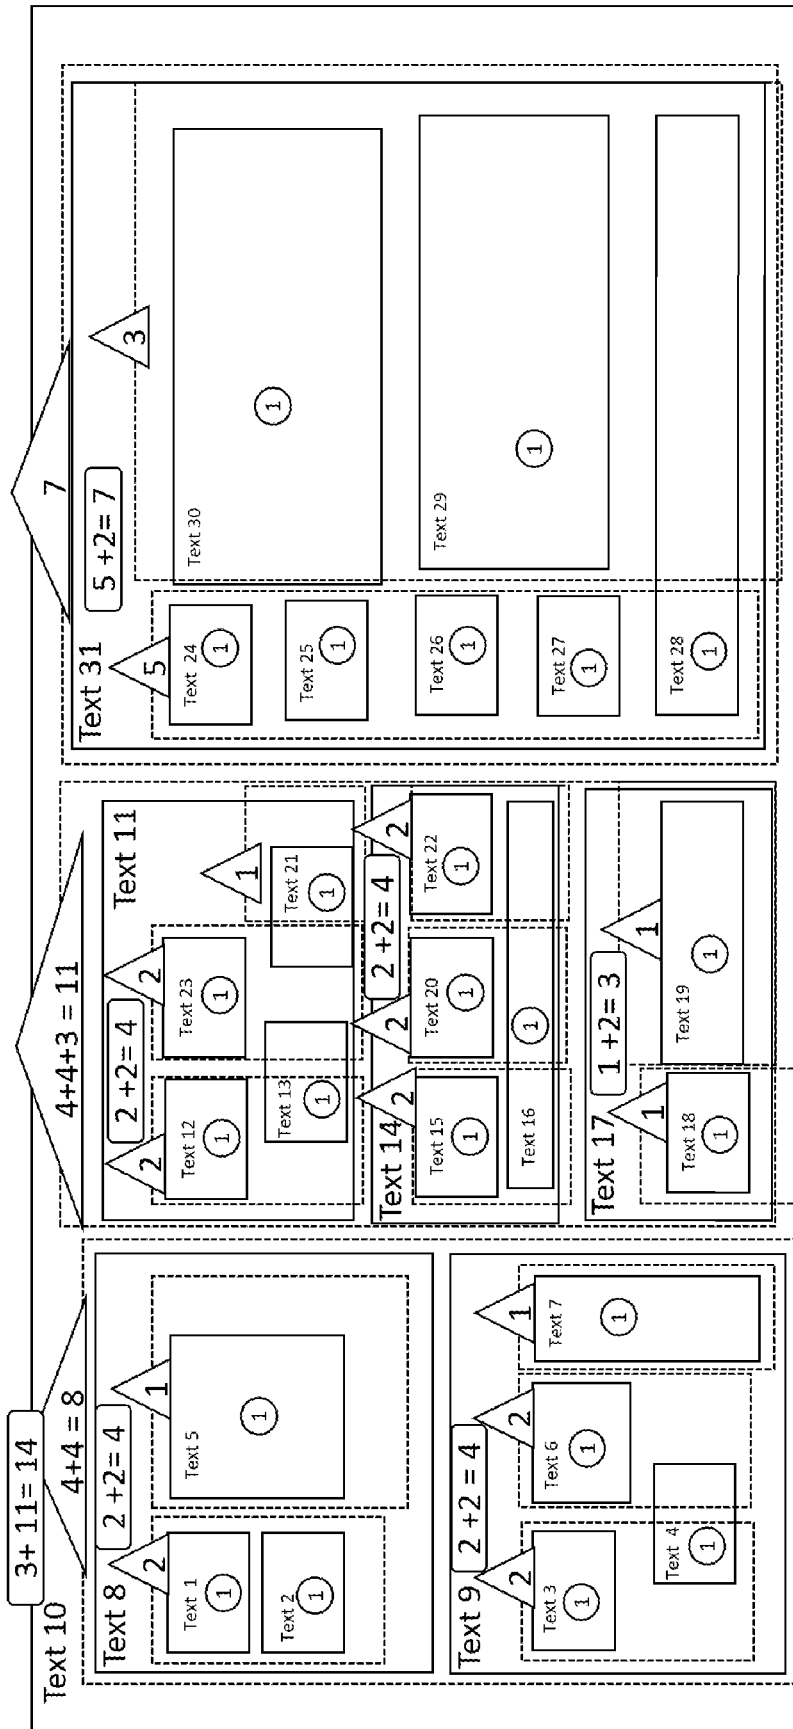 3+ 11= 14
Text 10
4+4 = 8
4+4+3 = 11
7
Text 8
2 +2= 4
2
Text 1
1
Text 2
1
1
Text 5
1
Text 9
2 +2 = 4
2
Text 3
1
Text 4
1
2
Text 6
1
1
Text 7
1
Text 11
2 +2= 4
2
Text 12
1
Text 13
1
2
Text 23
1
1
Text 21
1
Text 14
2 +2= 4
2
Text 15
1
Text 16
1
2
Text 20
1
2
Text 22
1
Text 17
1 +2= 3
1
Text 18
1
1
Text 19
1
Text 31
5 +2= 7
5
Text 24
1
Text 25
1
Text 26
1
Text 27
1
Text 28
1
3
Text 30
1
Text 29
1